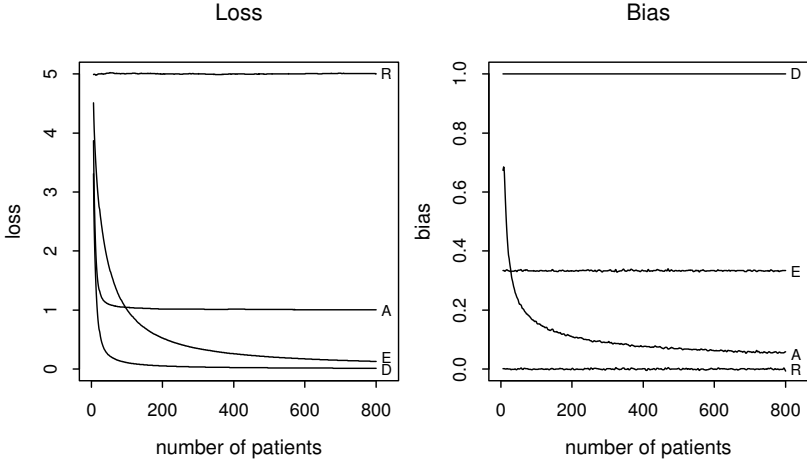 Loss
loss
5
4
3
2
1
0
R
A
E
D
0 200 400 600 800
number of patients
Bias
bias
1.0
0.8
0.6
0.4
0.2
0.0
D
E
A
R
0 200 400 600 800
number of patients